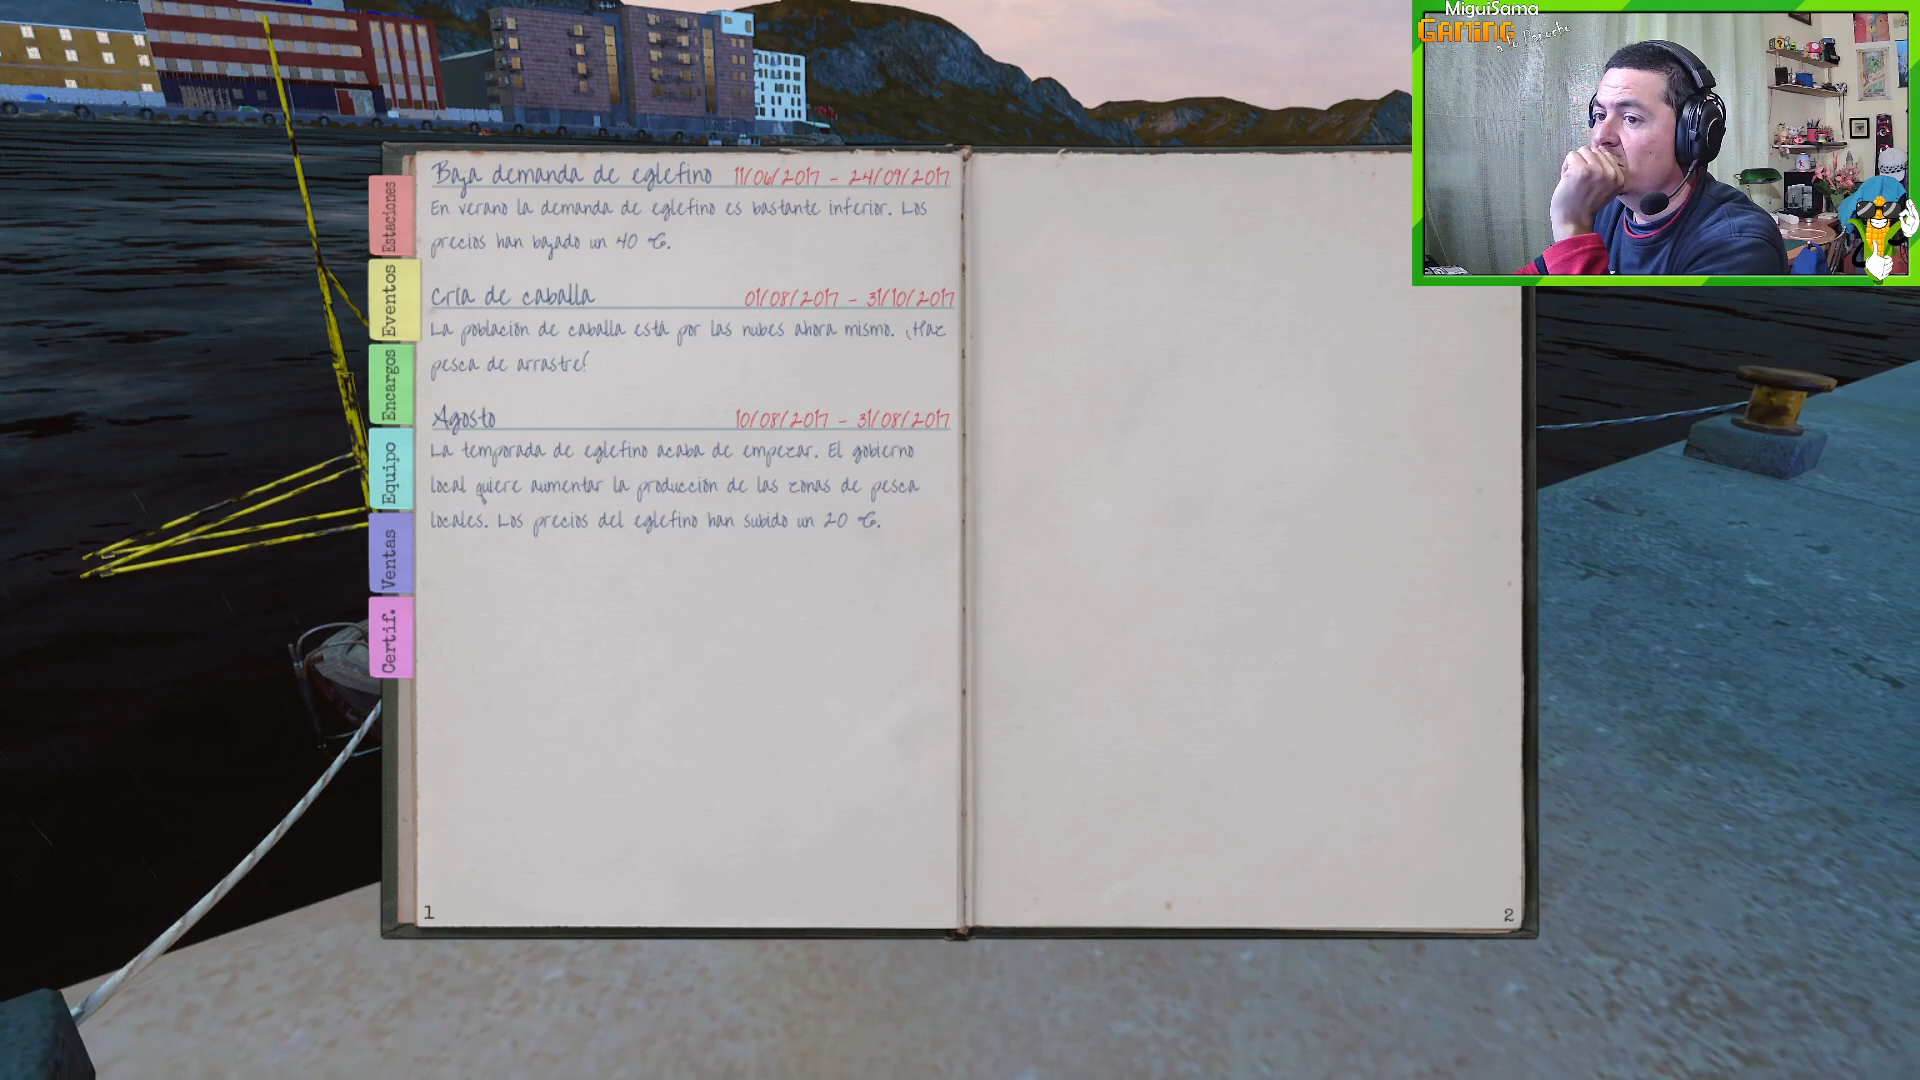 MiguiSama
GAMING
a la Ponocho
Estaciones
Eventos
Encargos
Equipo
Ventas
Certif.
Baja demanda de eglefino 11/06/2017 - 24/09/2017
En verano la demanda de eglefino es bastante inferior. Los
precios han bajado un 40 %.
Cría de caballa 01/08/2017 - 31/10/2017
La población de caballa está por las nubes ahora mismo. ¡Haz
pesca de arrastre!
Agosto 10/08/2017 - 31/08/2017
La temporada de eglefino acaba de empezar. El gobierno
local quiere aumentar la producción de las zonas de pesca
locales. Los precios del eglefino han subido un 20 %.
1
2